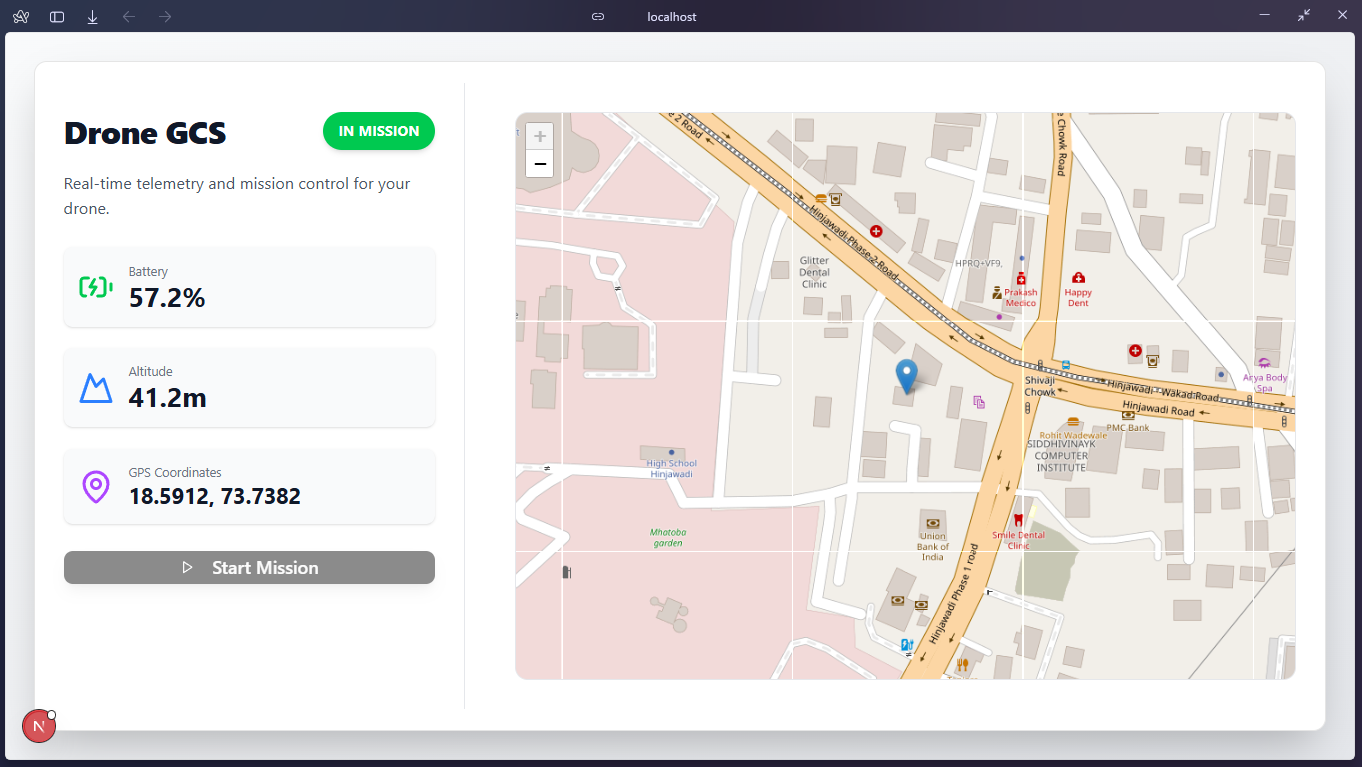 localhost
Drone GCS
IN MISSION
Real-time telemetry and mission control for your
drone.
Battery
57.2%
Altitude
41.2m
GPS Coordinates
18.5912, 73.7382
Start Mission
N
+
−
e 2 Road
e Chowk Road
Hinjawadi Phase 2 Road
Glitter
Dental
Clinic
HPRQ+VF9,
Prakash
Medico
Happy
Dent
Shivaji
Chowk
Hinjawadi - Wakad Road
Hinjawadi Road
Arya Body
Spa
PMC Bank
Rohit Wadewale
SIDDHIVINAYK
COMPUTER
INSTITUTE
High School
Hinjawadi
Mhatoba
garden
Union
Bank of
India
Smile Dental
Clinic
Hinjawadi Phase 1 road